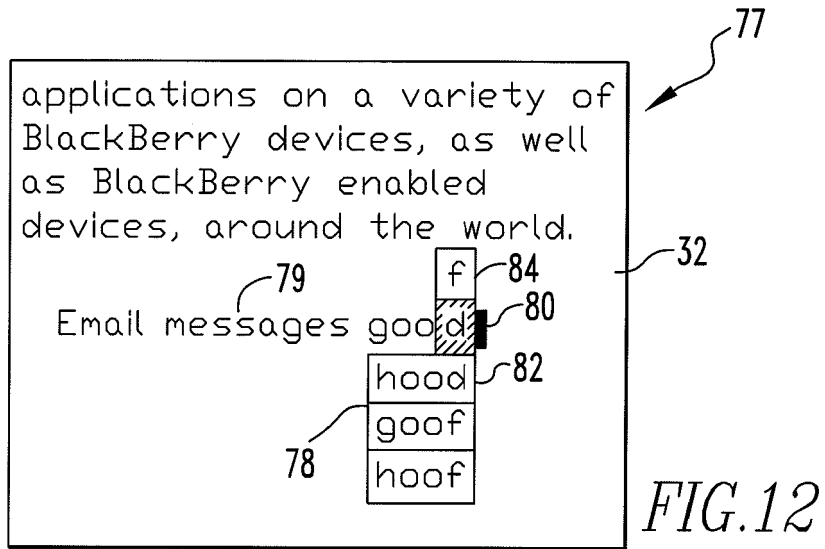 77
applications on a variety of
BlackBerry devices, as well
as BlackBerry enabled
devices, around the world.
32
f 84
79
Email messages good 80
hood 82
goof
78
hoof
FIG.12